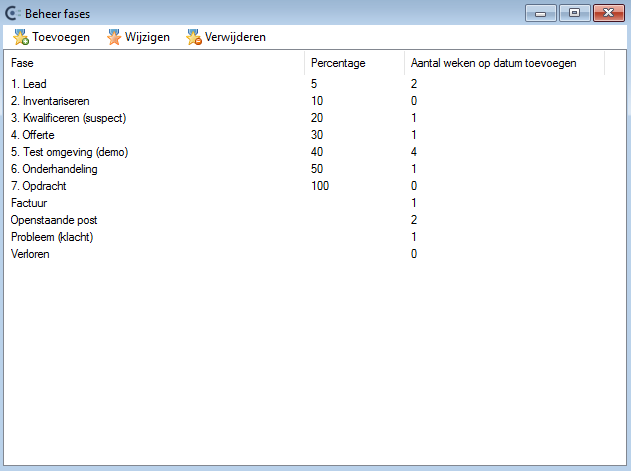 Beheer fases
Toevoegen Wijzigen Verwijderen
Fase Percentage Aantal weken op datum toevoegen
1. Lead 5 2
2. Inventariseren 10 0
3. Kwalificeren (suspect) 20 1
4. Offerte 30 1
5. Test omgeving (demo) 40 4
6. Onderhandeling 50 1
7. Opdracht 100 0
Factuur 1
Openstaande post 2
Probleem (klacht) 1
Verloren 0